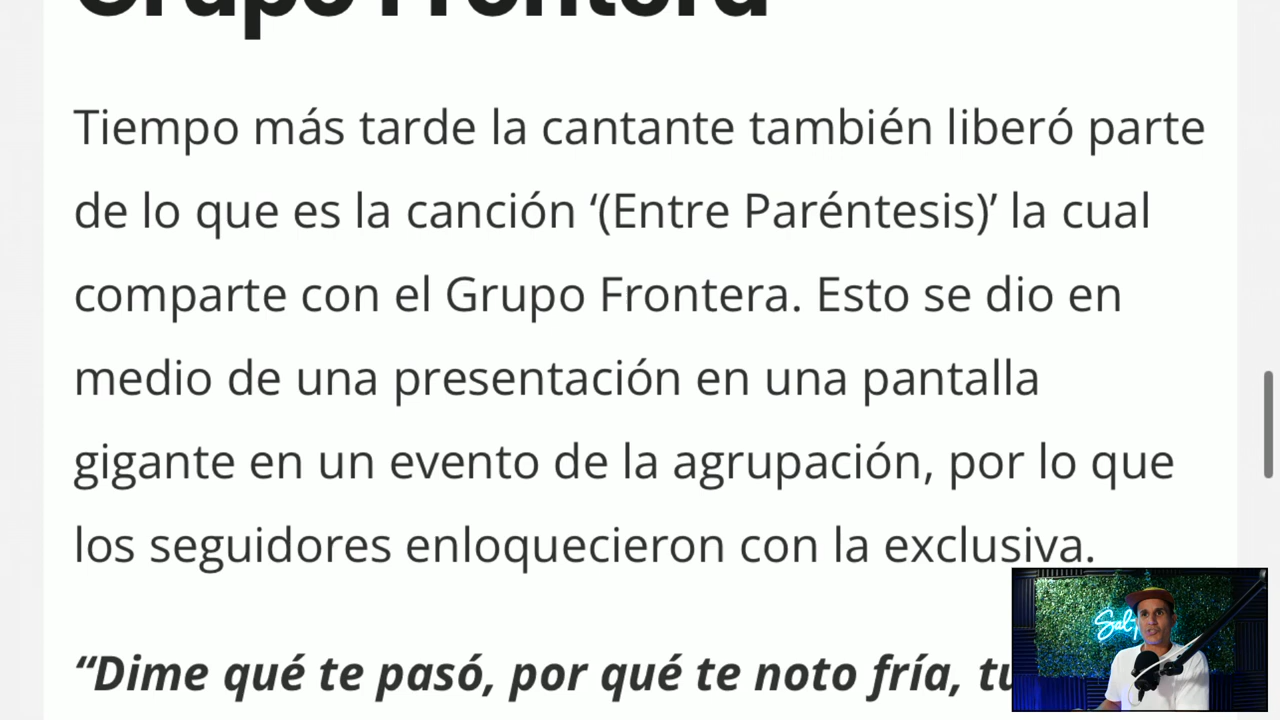 Grupo Frontera
Tiempo más tarde la cantante también liberó parte
de lo que es la canción ‘(Entre Paréntesis)’ la cual
comparte con el Grupo Frontera. Esto se dio en
medio de una presentación en una pantalla
gigante en un evento de la agrupación, por lo que
los seguidores enloquecieron con la exclusiva.
“Dime qué te pasó, por qué te noto fría, tu